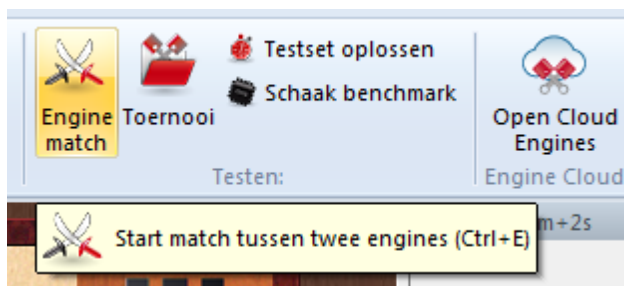 Engine match
Toernooi
Testset oplossen
Schaak benchmark
Open Cloud Engines
Testen:
Engine Cloud
Start match tussen twee engines (Ctrl+E)
m+2s